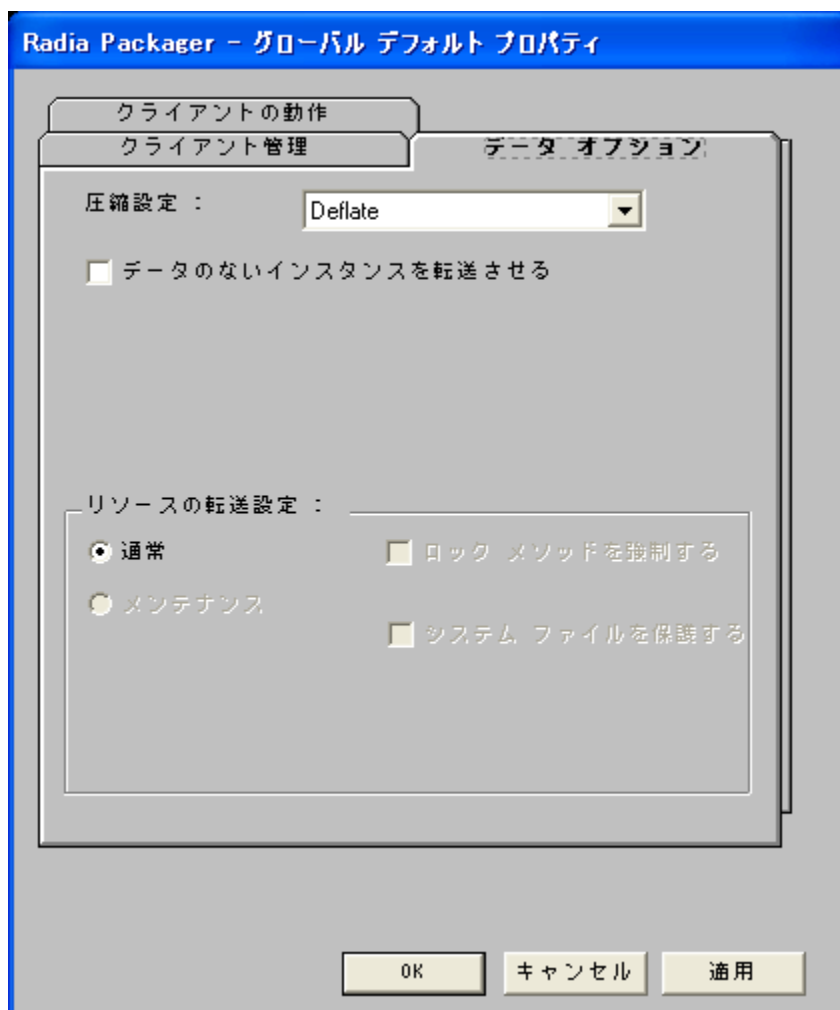 Radia Packager - グローバル デフォルト プロパティ
クライアントの動作
クライアント管理
データ オプション
圧縮設定 :
Deflate
データのないインスタンスを転送させる
リソースの転送設定 :
通常
ロック メソッドを強制する
メンテナンス
システム ファイルを保護する
OK
キャンセル
適用